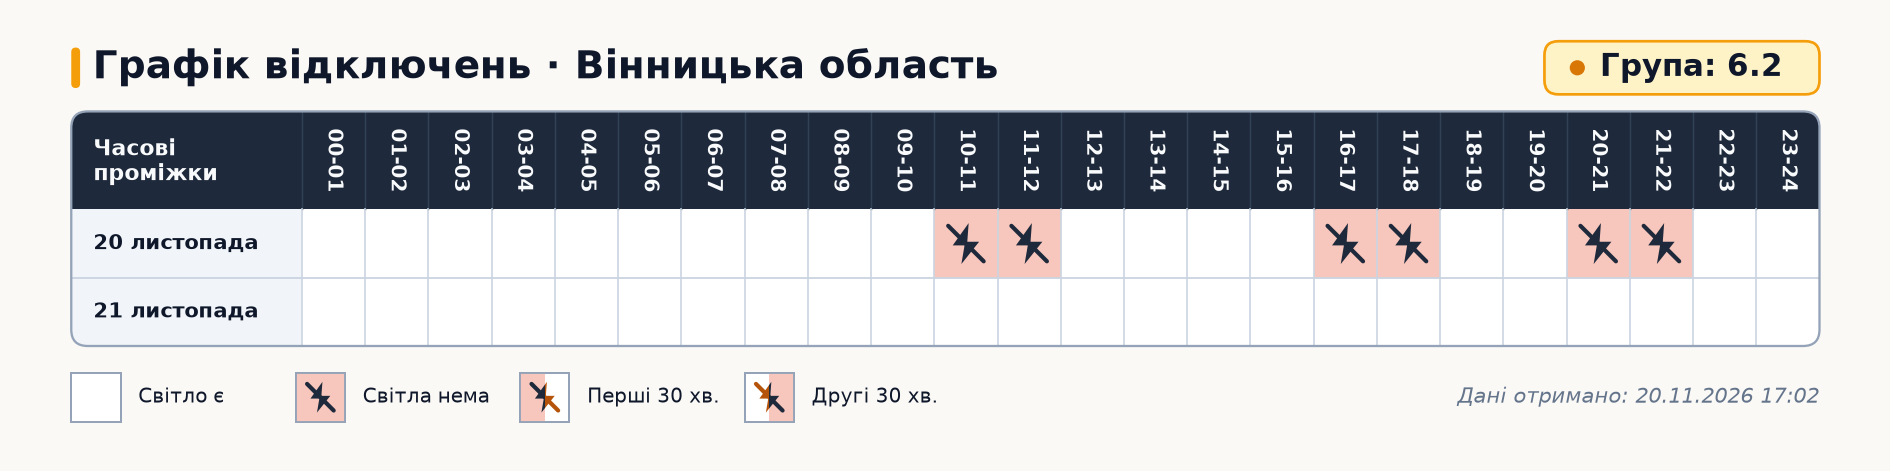 Графік відключень · Вінницька область
Група: 6.2
Часові
проміжки
00-01 01-02 02-03 03-04 04-05 05-06 06-07 07-08 08-09 09-10 10-11 11-12 12-13 13-14 14-15 15-16 16-17 17-18 18-19 19-20 20-21 21-22 22-23 23-24
20 листопада
21 листопада
Світло є
Світла нема
Перші 30 хв.
Другі 30 хв.
Дані отримано: 20.11.2026 17:02